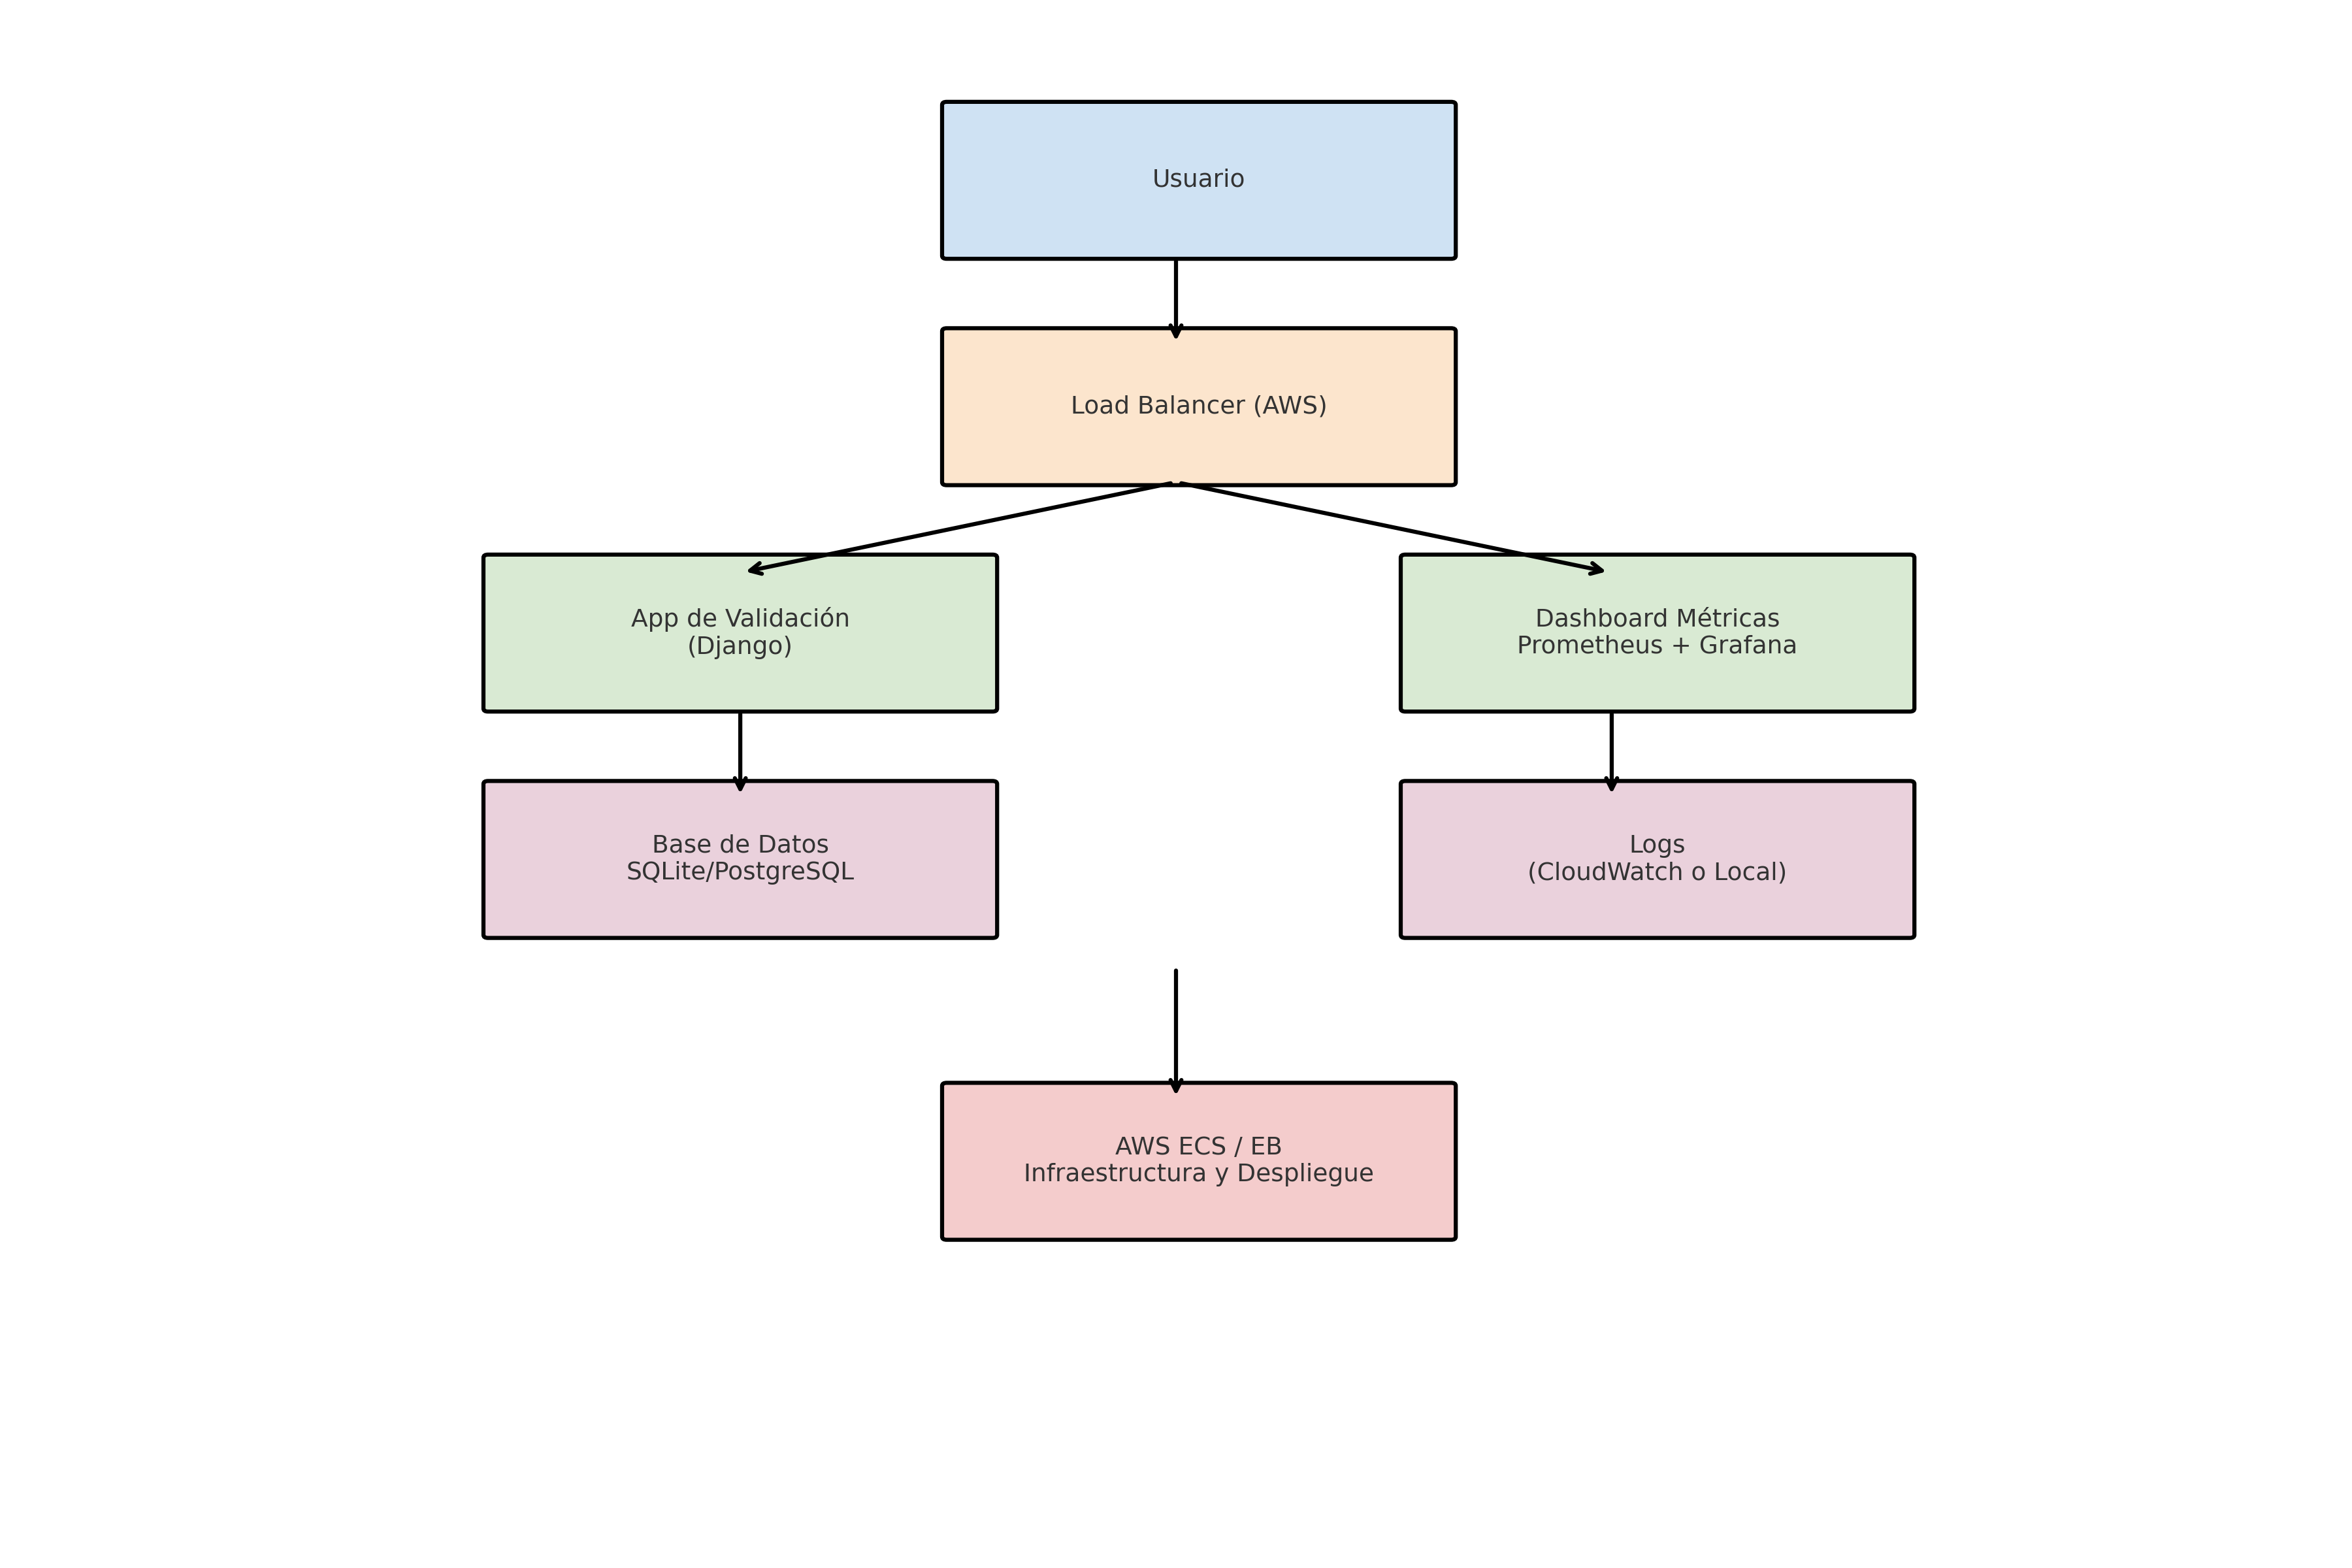 Usuario
Load Balancer (AWS)
App de Validación
(Django)
Dashboard Métricas
Prometheus + Grafana
Base de Datos
SQLite/PostgreSQL
Logs
(CloudWatch o Local)
AWS ECS / EB
Infraestructura y Despliegue